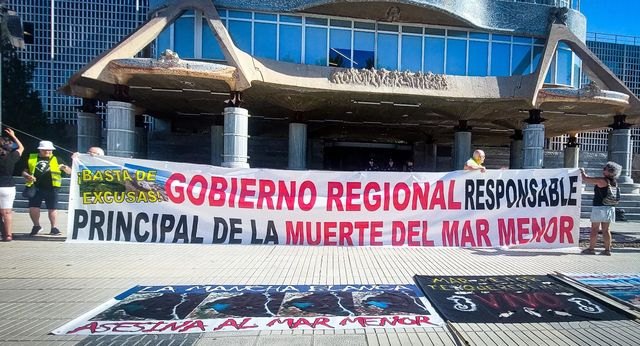 ¡BASTA DE
EXCUSAS!
GOBIERNO REGIONAL RESPONSABLE
PRINCIPAL DE LA MUERTE DEL MAR MENOR
LA MANCHA BLANCA
ASESINA AL MAR MENOR
VIVO